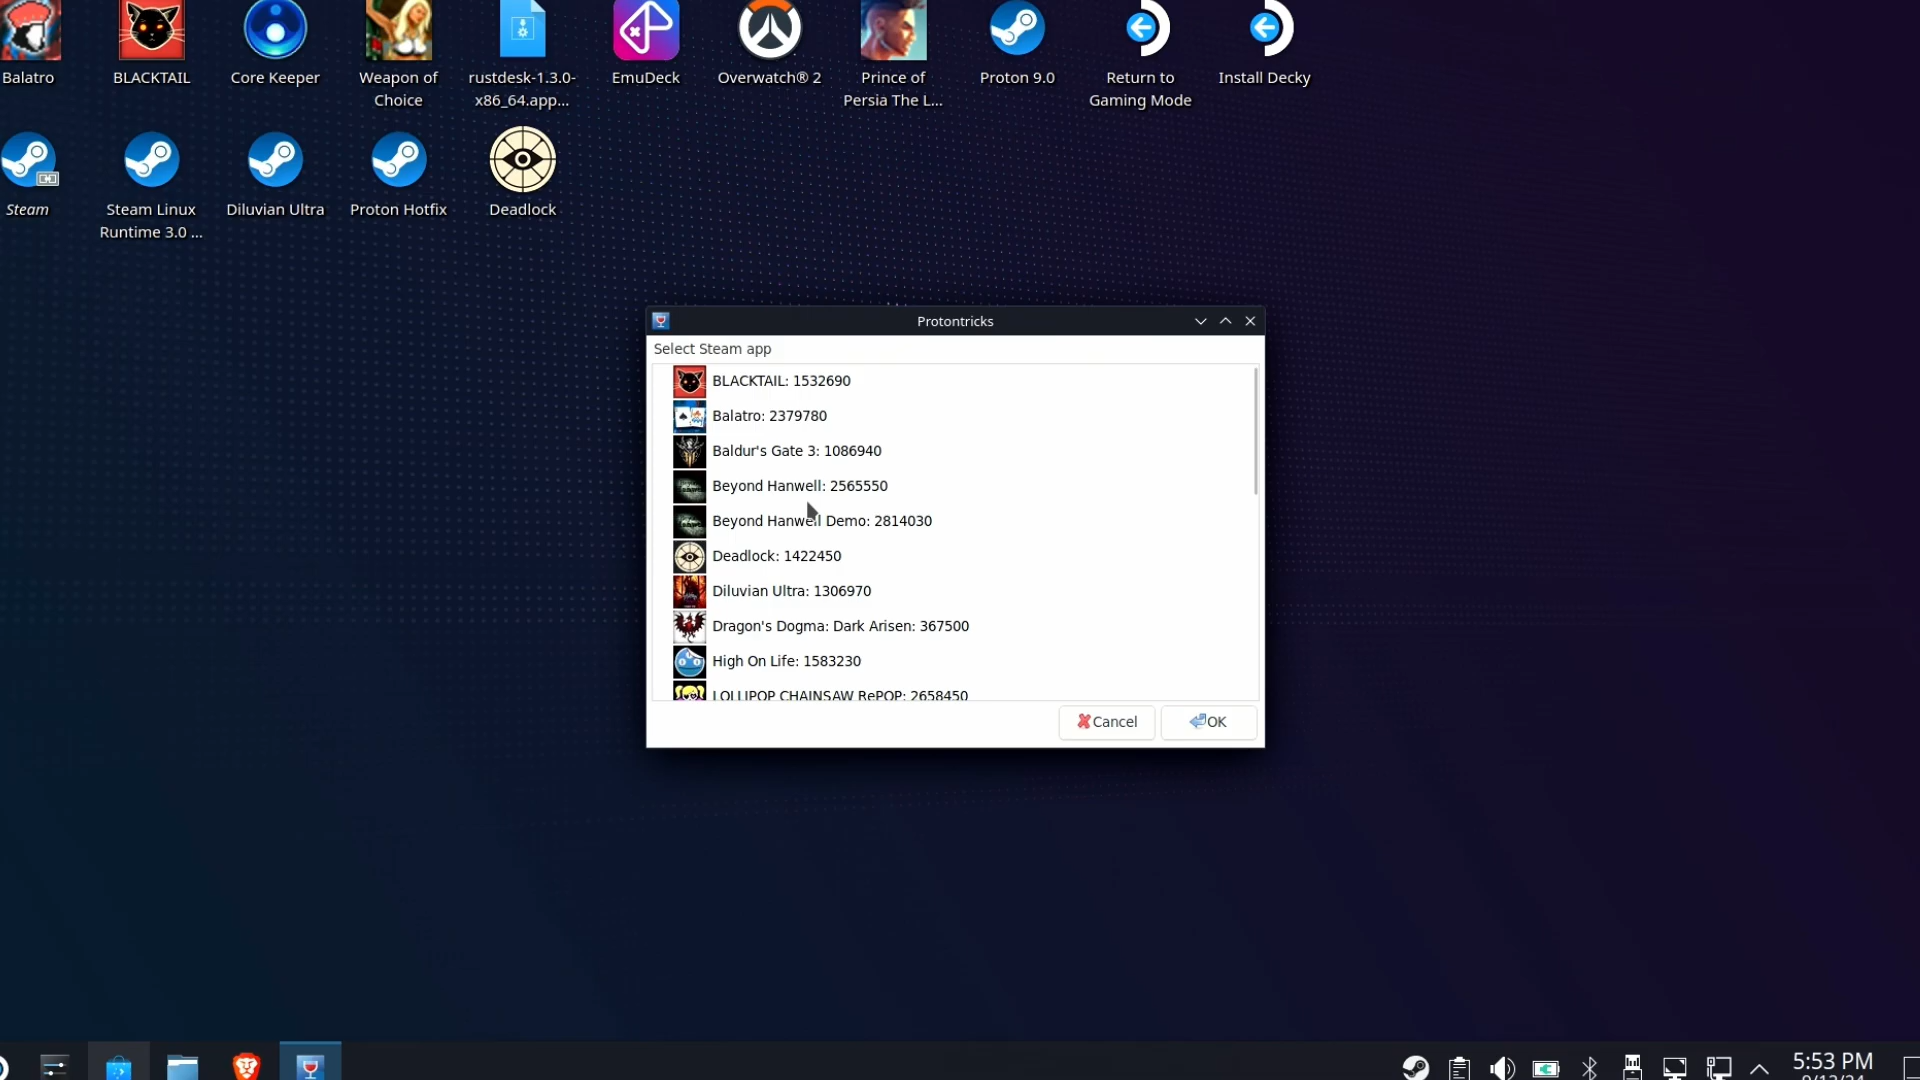 Balatro
BLACKTAIL
Core Keeper
Weapon of
Choice
rustdesk-1.3.0-
x86_64.app...
EmuDeck
Overwatch® 2
Prince of
Persia The L...
Proton 9.0
Return to
Gaming Mode
Install Decky
Steam
Steam Linux
Runtime 3.0 ...
Diluvian Ultra
Proton Hotfix
Deadlock
Protontricks
Select Steam app
BLACKTAIL: 1532690
Balatro: 2379780
Baldur's Gate 3: 1086940
Beyond Hanwell: 2565550
Beyond Hanwell Demo: 2814030
Deadlock: 1422450
Diluvian Ultra: 1306970
Dragon's Dogma: Dark Arisen: 367500
High On Life: 1583230
LOLLIPOP CHAINSAW RePOP: 2658450
Cancel
OK
5:53 PM